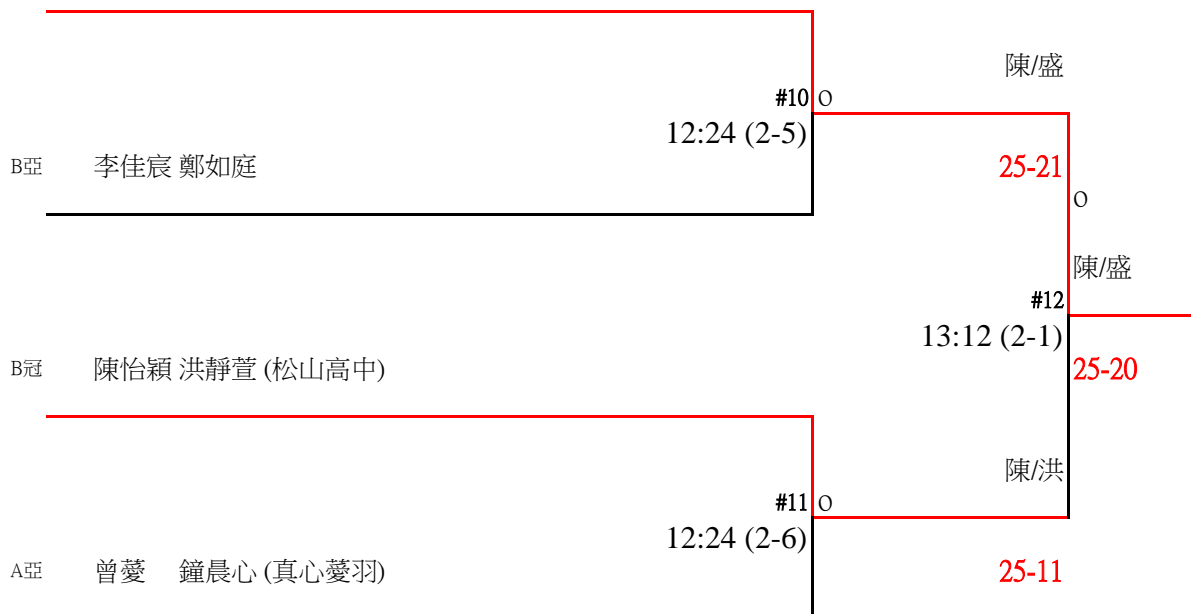 陳/盛
#10 O
12:24 (2-5)
B亞 李佳宸 鄭如庭 25-21
O
陳/盛
#12
13:12 (2-1)
B冠 陳怡穎 洪靜萱 (松山高中) 25-20
陳/洪
#11 O
12:24 (2-6)
A亞 曾薆 鐘晨心 (真心薆羽) 25-11